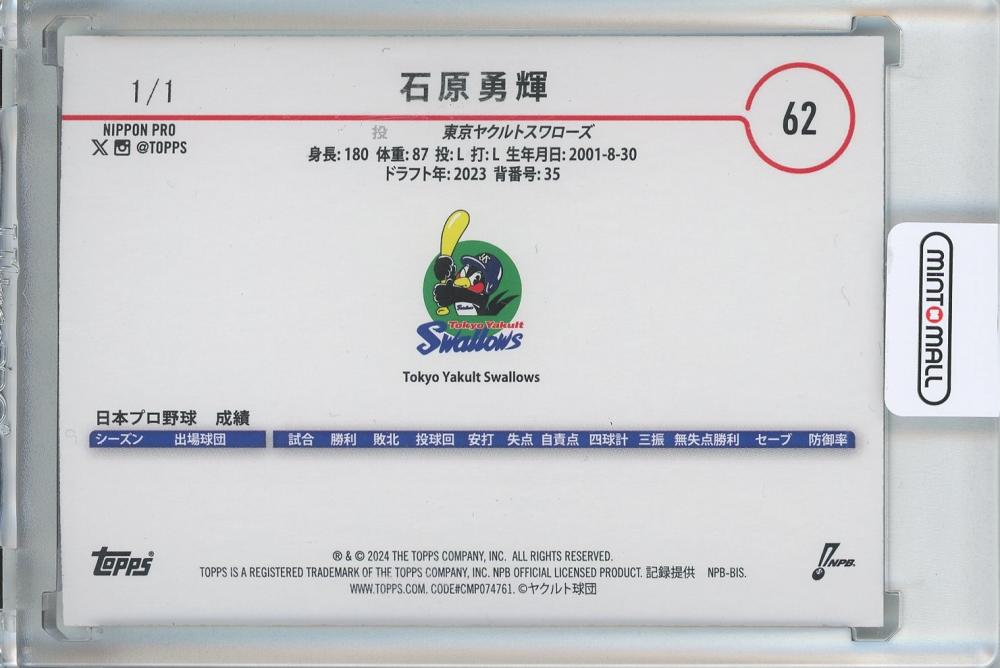 1/1
石原勇輝
62
NIPPON PRO
@TOPPS
投 東京ヤクルトスワローズ
身長: 180 体重: 87 投: L 打: L 生年月日: 2001-8-30
ドラフト年: 2023 背番号: 35
Tokyo Yakult
Swallows
Tokyo Yakult Swallows
MINTMALL
日本プロ野球 成績
シーズン 出場球団 試合 勝利 敗北 投球回 安打 失点 自責点 四球計 三振 無失点勝利 セーブ 防御率
Topps®
® & © 2024 THE TOPPS COMPANY, INC. ALL RIGHTS RESERVED.
TOPPS IS A REGISTERED TRADEMARK OF THE TOPPS COMPANY, INC. NPB OFFICIAL LICENSED PRODUCT. 記録提供 NPB-BIS.
WWW.TOPPS.COM. CODE#CMP074761. ©ヤクルト球団
NPB.